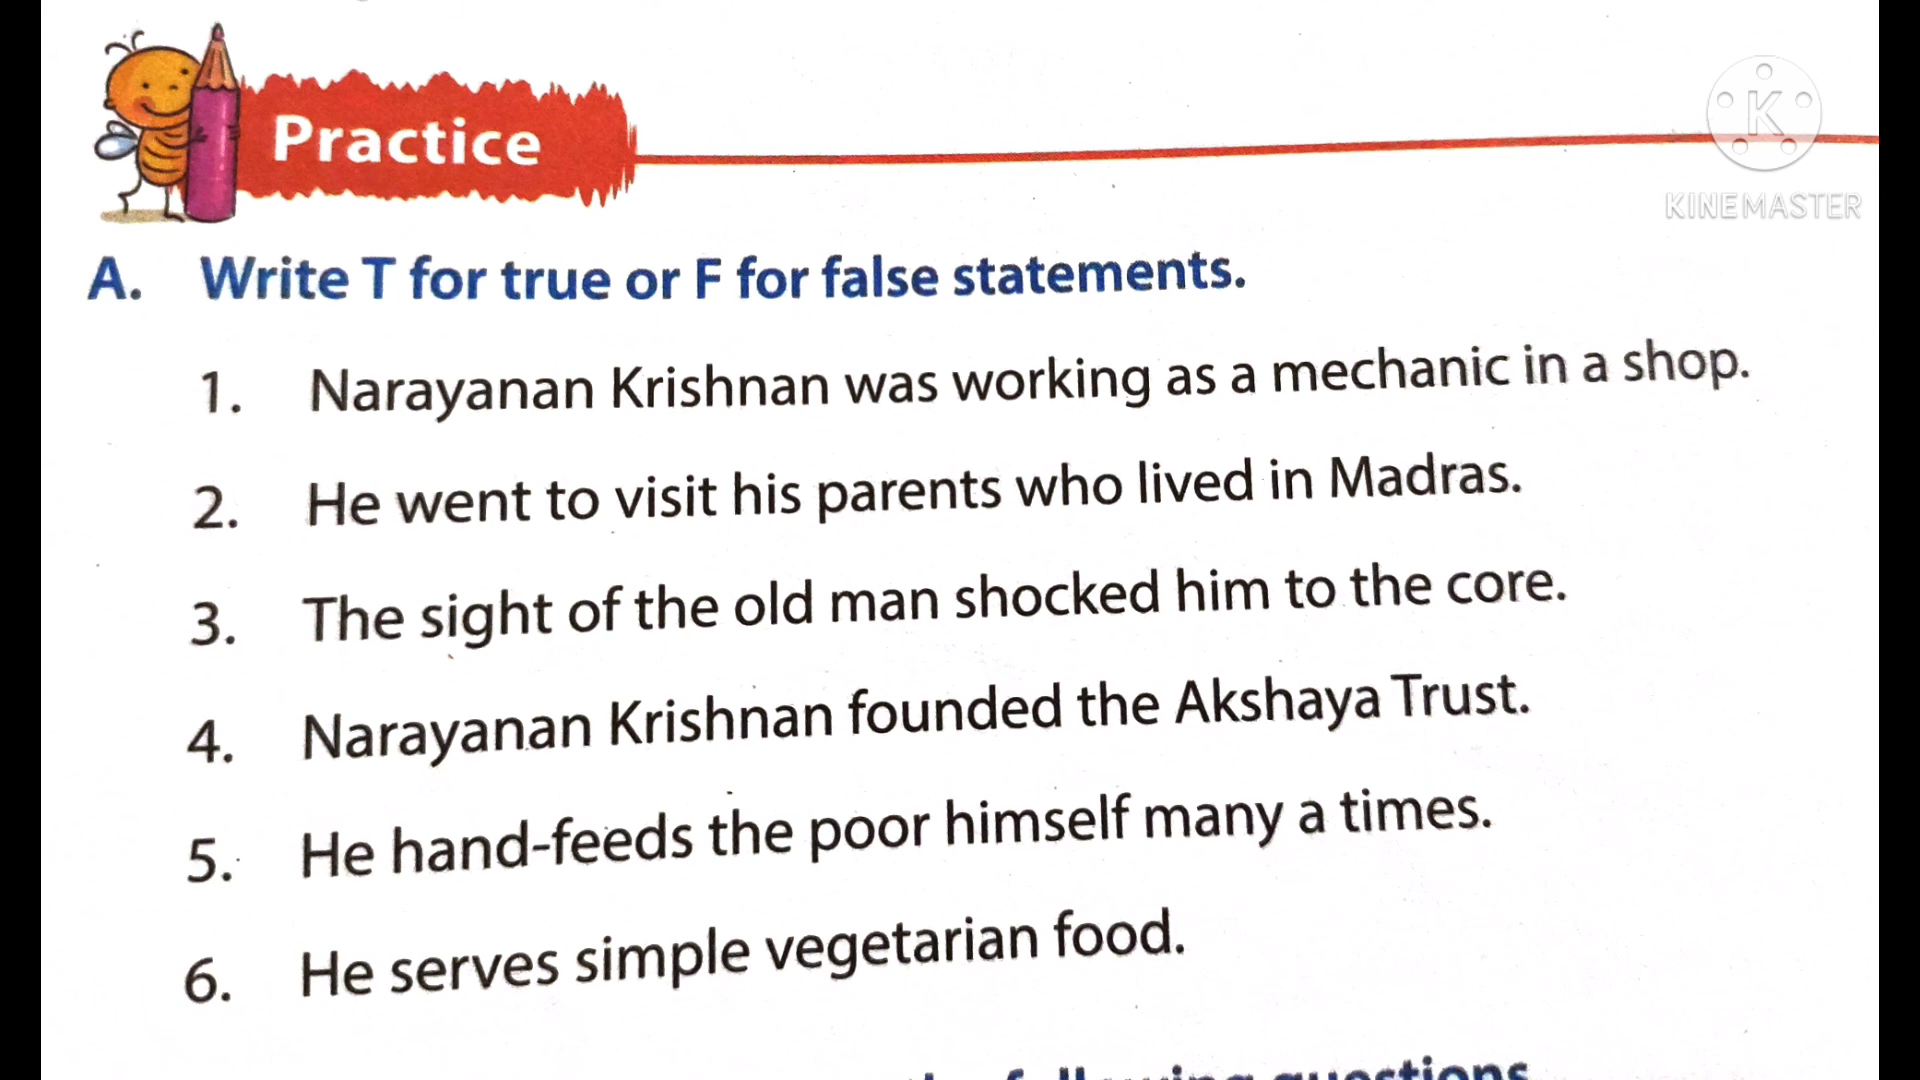 Practice
K
KINEMASTER
A. Write T for true or F for false statements.
1. Narayanan Krishnan was working as a mechanic in a shop.
2. He went to visit his parents who lived in Madras.
3. The sight of the old man shocked him to the core.
4. Narayanan Krishnan founded the Akshaya Trust.
5. He hand-feeds the poor himself many a times.
6. He serves simple vegetarian food.
the following questions